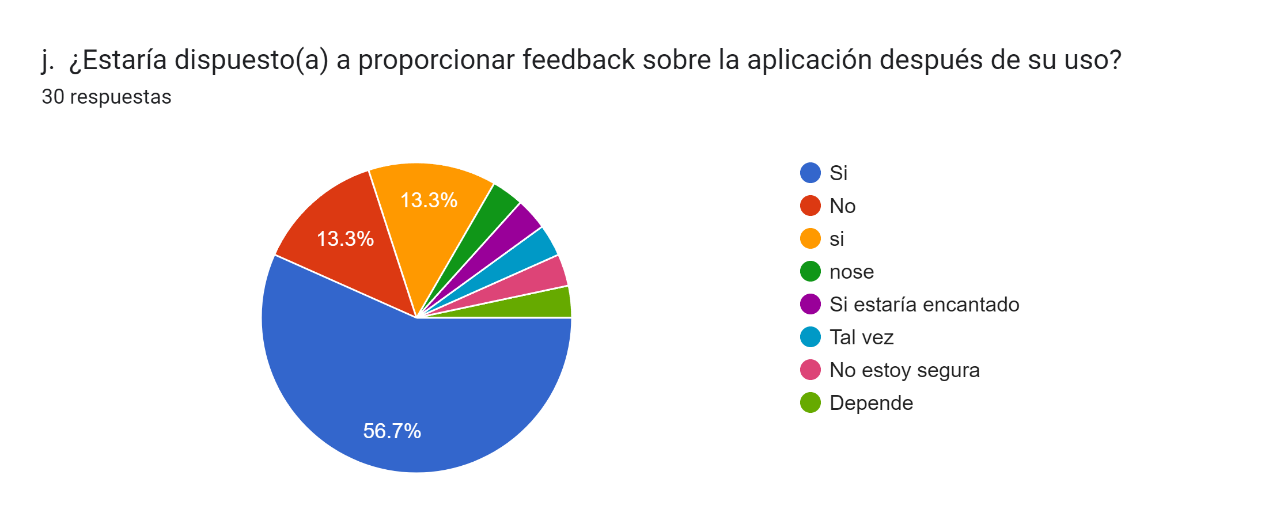 j. ¿Estaría dispuesto(a) a proporcionar feedback sobre la aplicación después de su uso?
30 respuestas
13.3%
13.3%
56.7%
Si
No
si
nose
Si estaría encantado
Tal vez
No estoy segura
Depende